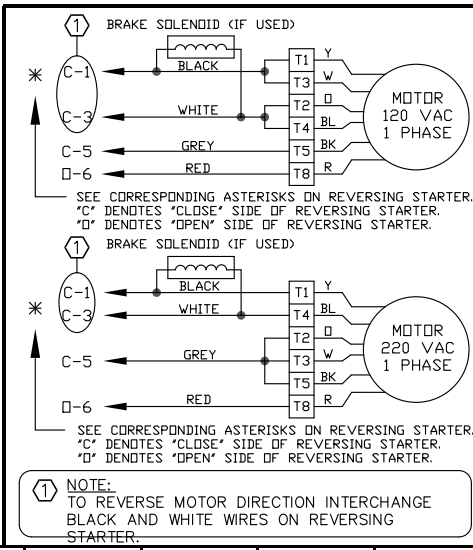 1 BRAKE SOLENOID (IF USED)
* C-1 BLACK T1 Y
T3 W
C-3 WHITE T2 O
T4 BL
C-5 GREY T5 BK
O-6 RED T8 R
MOTOR
120 VAC
1 PHASE
SEE CORRESPONDING ASTERISKS ON REVERSING STARTER.
"C" DENOTES "CLOSE" SIDE OF REVERSING STARTER.
"O" DENOTES "OPEN" SIDE OF REVERSING STARTER.
1 BRAKE SOLENOID (IF USED)
* C-1 BLACK T1 Y
C-3 WHITE T4 BL
T2 O
C-5 GREY T3 W
T5 BK
O-6 RED T8 R
MOTOR
220 VAC
1 PHASE
SEE CORRESPONDING ASTERISKS ON REVERSING STARTER.
"C" DENOTES "CLOSE" SIDE OF REVERSING STARTER.
"O" DENOTES "OPEN" SIDE OF REVERSING STARTER.
1 NOTE:
TO REVERSE MOTOR DIRECTION INTERCHANGE
BLACK AND WHITE WIRES ON REVERSING
STARTER.